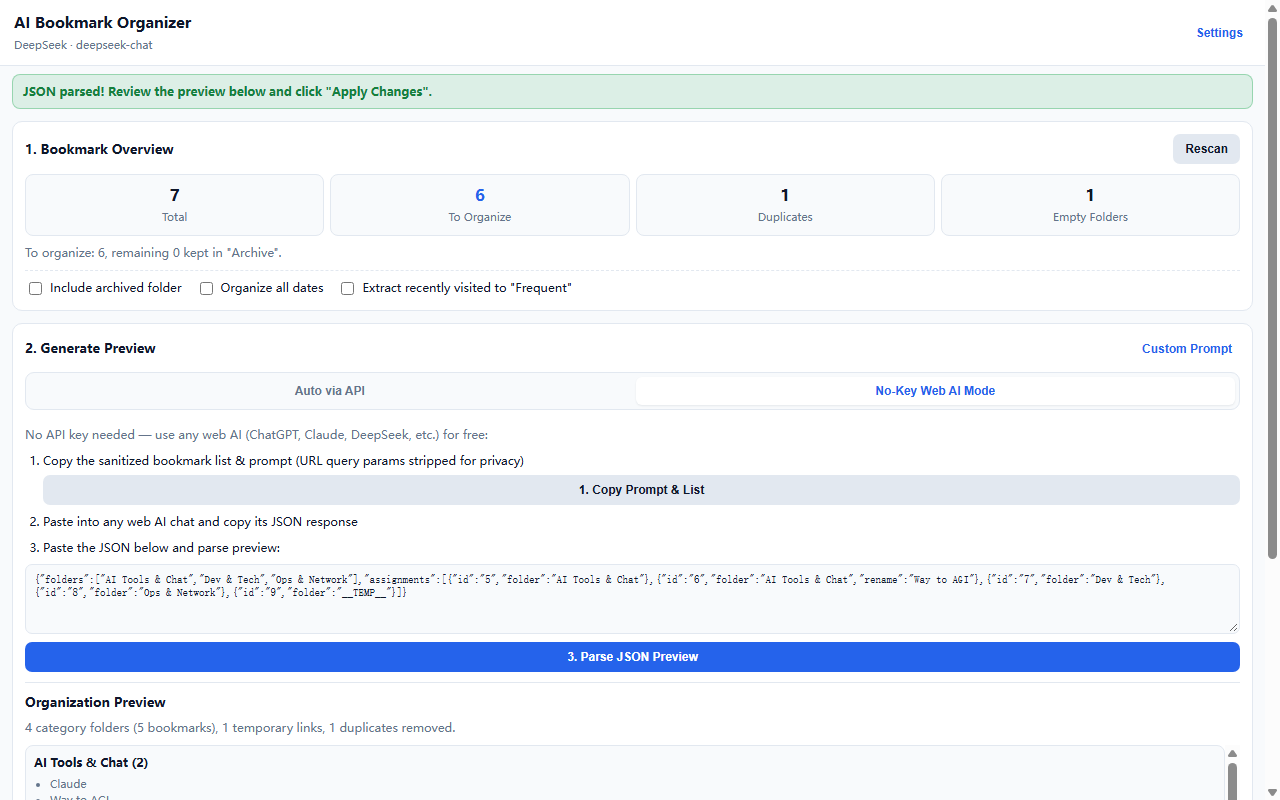 AI Bookmark Organizer
DeepSeek · deepseek-chat
Settings
JSON parsed! Review the preview below and click "Apply Changes".
1. Bookmark Overview
Rescan
7
Total
6
To Organize
1
Duplicates
1
Empty Folders
To organize: 6, remaining 0 kept in "Archive".
Include archived folder
Organize all dates
Extract recently visited to "Frequent"
2. Generate Preview
Custom Prompt
Auto via API
No-Key Web AI Mode
No API key needed — use any web AI (ChatGPT, Claude, DeepSeek, etc.) for free:
1. Copy the sanitized bookmark list & prompt (URL query params stripped for privacy)
1. Copy Prompt & List
2. Paste into any web AI chat and copy its JSON response
3. Paste the JSON below and parse preview:
{"folders":["AI Tools & Chat","Dev & Tech","Ops & Network"],"assignments":[{"id":"5","folder":"AI Tools & Chat"},{"id":"6","folder":"AI Tools & Chat","rename":"Way to AGI"},{"id":"7","folder":"Dev & Tech"},
{"id":"8","folder":"Ops & Network"},{"id":"9","folder":"__TEMP__"}]}
3. Parse JSON Preview
Organization Preview
4 category folders (5 bookmarks), 1 temporary links, 1 duplicates removed.
AI Tools & Chat (2)
Claude
Way to AGI